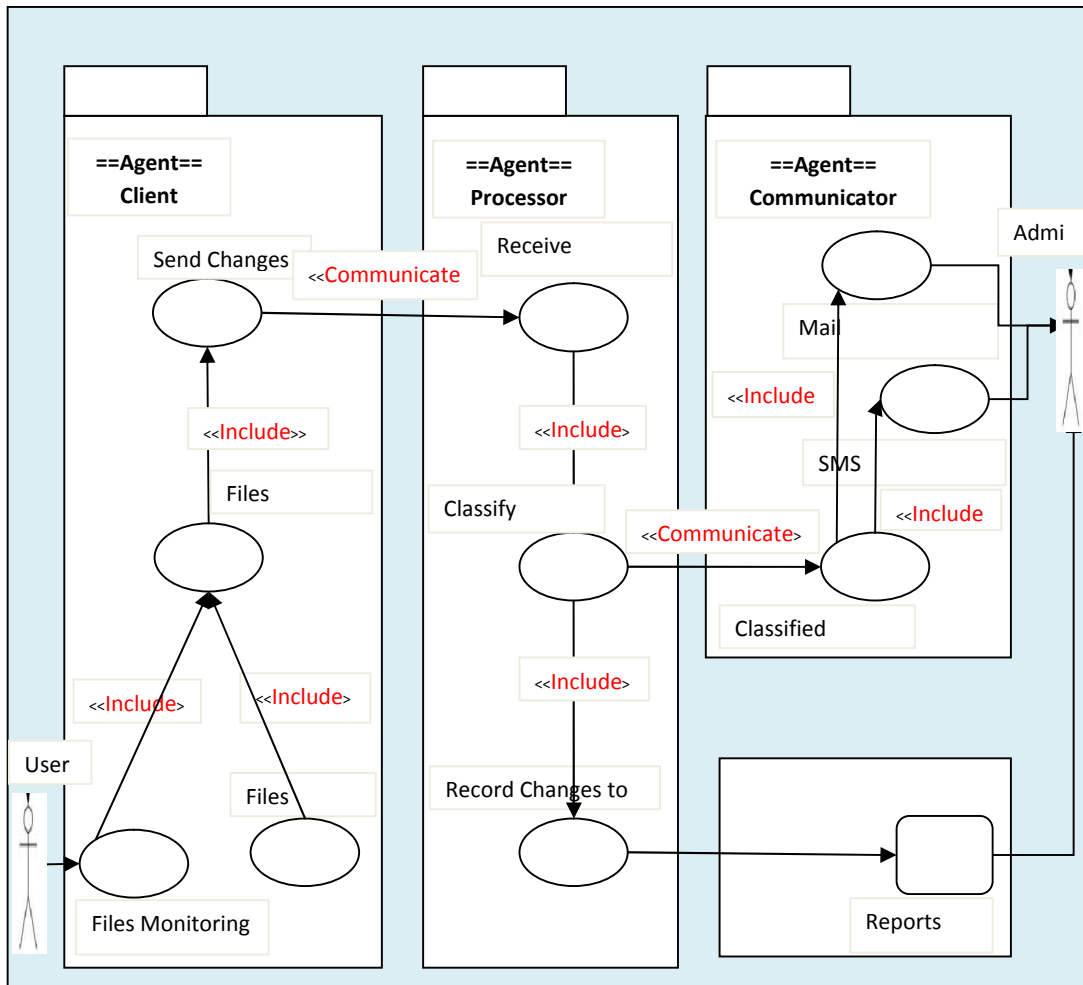 ==Agent==
Client
==Agent==
Processor
==Agent==
Communicator
Send Changes
<<Communicate
Receive
Admi
Mail
<<Include
<<Include>>
<<Include>
SMS
Files
Classify
<<Communicate>
<<Include
Classified
<<Include>
<<Include>
<<Include>
User
Files
Record Changes to
Files Monitoring
Reports